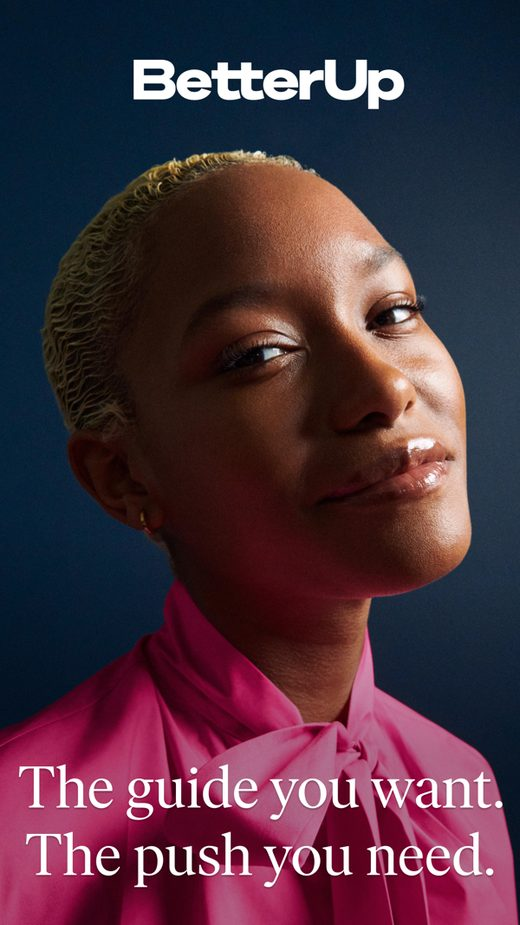 BetterUp
The guide you want.
The push you need.